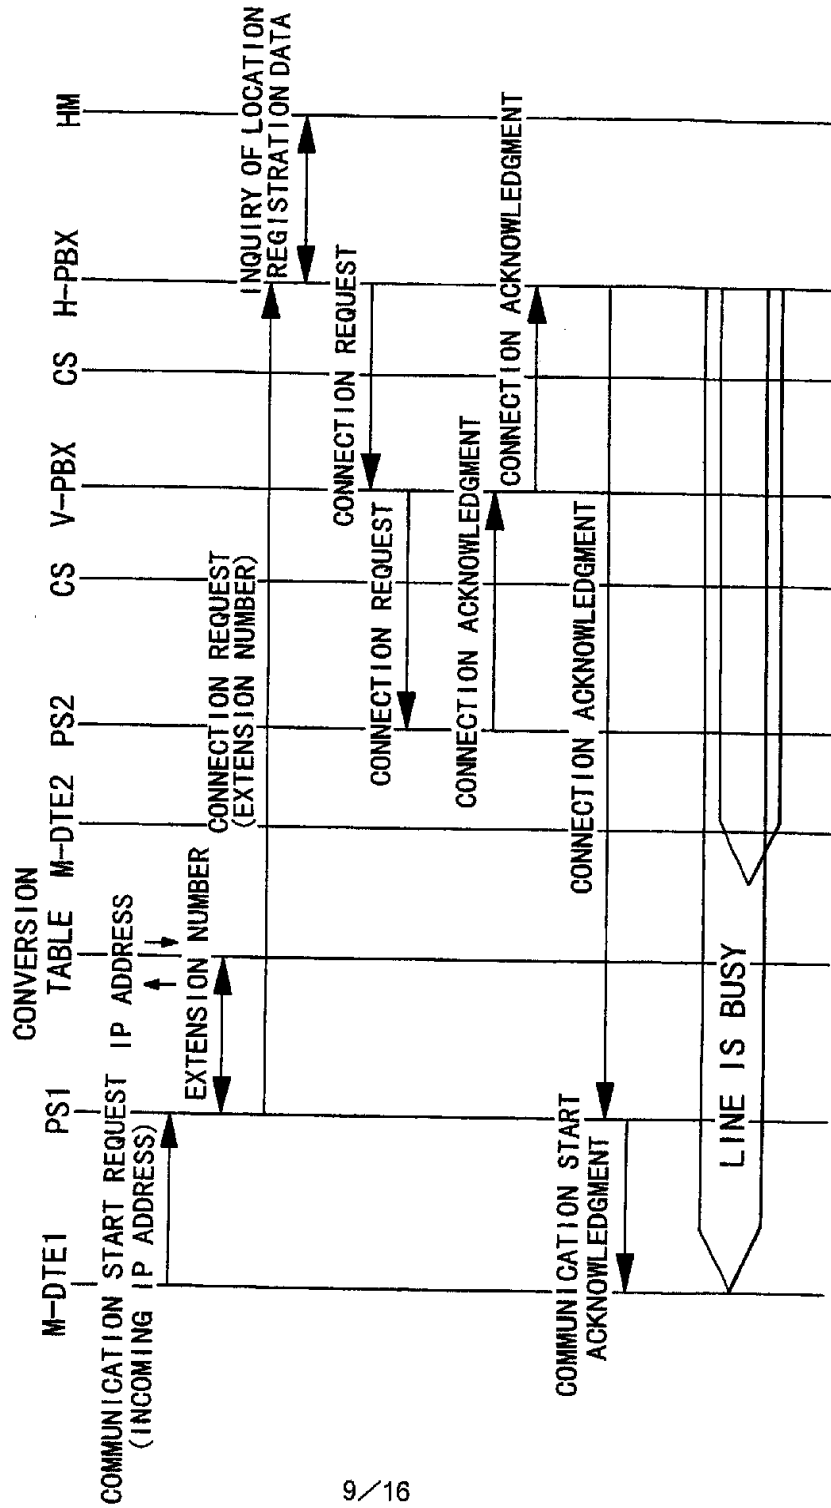 M-DTE1
PS1
CONVERSION
TABLE
M-DTE2
PS2
CS
V-PBX
CS
H-PBX
HM
COMMUNICATION START REQUEST
(INCOMING IP ADDRESS)
IP ADDRESS
EXTENSION NUMBER
CONNECTION REQUEST
(EXTENSION NUMBER)
INQUIRY OF LOCATION
REGISTRATION DATA
CONNECTION REQUEST
CONNECTION REQUEST
CONNECTION ACKNOWLEDGMENT
CONNECTION ACKNOWLEDGMENT
CONNECTION ACKNOWLEDGMENT
COMMUNICATION START
ACKNOWLEDGMENT
LINE IS BUSY
9/16